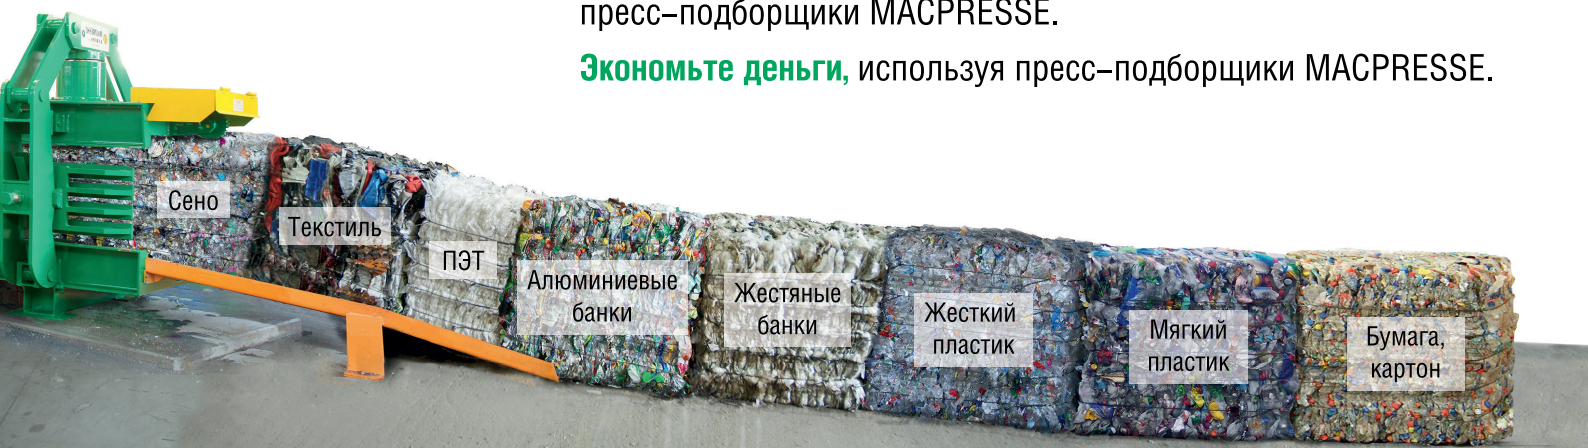 пресс–подборщики MACPRESSE.
Экономьте деньги, используя пресс–подборщики MACPRESSE.
Сено
Текстиль
ПЭТ
Алюминиевые
банки
Жестяные
банки
Жесткий
пластик
Мягкий
пластик
Бумага,
картон